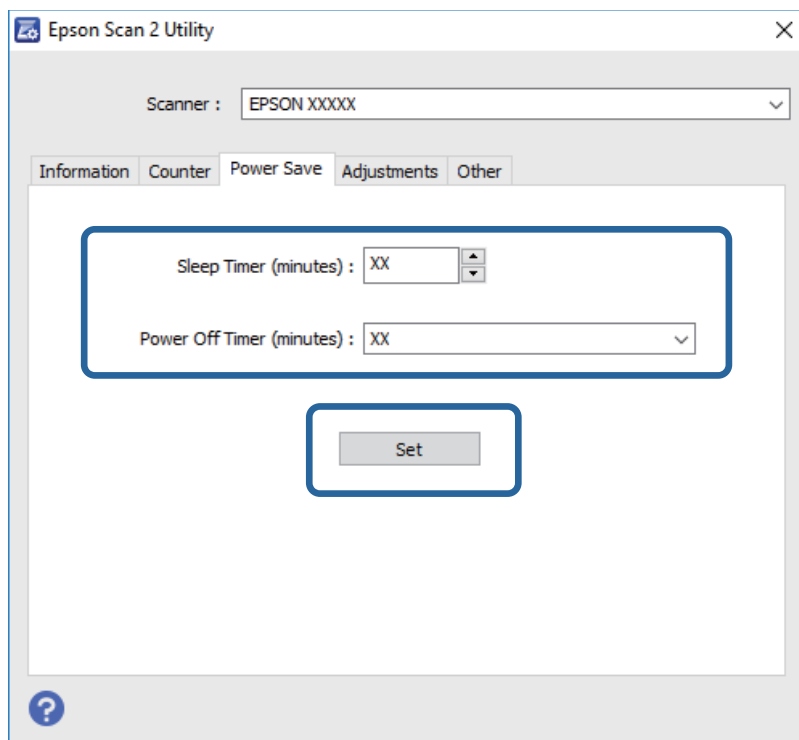 Epson Scan 2 Utility
Scanner : EPSON XXXXX
Information Counter Power Save Adjustments Other
Sleep Timer (minutes) : XX
Power Off Timer (minutes) : XX
Set
?